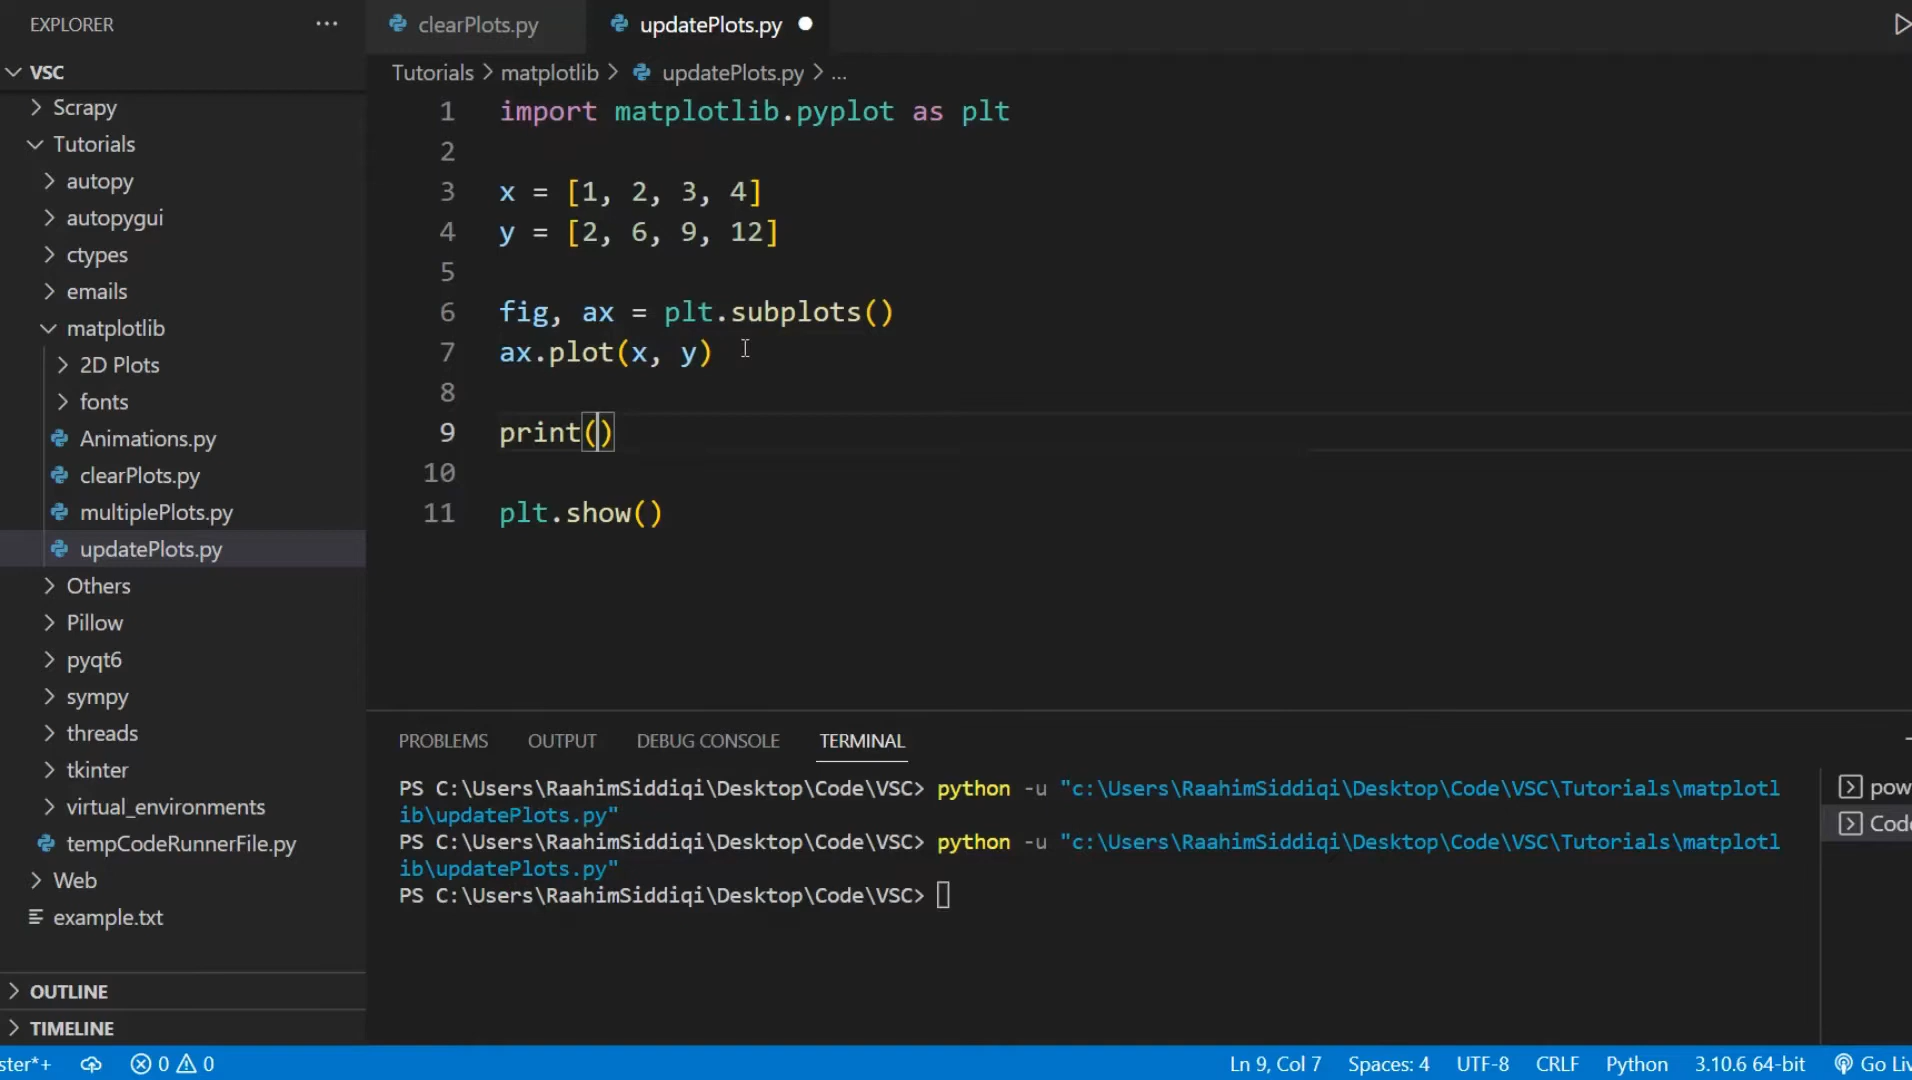 EXPLORER
···
clearPlots.py
updatePlots.py
VSC
Tutorials > matplotlib > updatePlots.py > ...
Scrapy
Tutorials
autopy
autopygui
ctypes
emails
matplotlib
2D Plots
fonts
Animations.py
clearPlots.py
multiplePlots.py
updatePlots.py
Others
Pillow
pyqt6
sympy
threads
tkinter
virtual_environments
tempCodeRunnerFile.py
Web
example.txt
OUTLINE
TIMELINE
1 import matplotlib.pyplot as plt
2
3 x = [1, 2, 3, 4]
4 y = [2, 6, 9, 12]
5
6 fig, ax = plt.subplots()
7 ax.plot(x, y)
8
9 print()
10
11 plt.show()
PROBLEMS OUTPUT DEBUG CONSOLE TERMINAL
PS C:\Users\RaahimSiddiqi\Desktop\Code\VSC> python -u "c:\Users\RaahimSiddiqi\Desktop\Code\VSC\Tutorials\matplotl
ib\updatePlots.py"
PS C:\Users\RaahimSiddiqi\Desktop\Code\VSC> python -u "c:\Users\RaahimSiddiqi\Desktop\Code\VSC\Tutorials\matplotl
ib\updatePlots.py"
PS C:\Users\RaahimSiddiqi\Desktop\Code\VSC>
pow
Cod
ster*+ 0 0 Ln 9, Col 7 Spaces: 4 UTF-8 CRLF Python 3.10.6 64-bit Go Liv